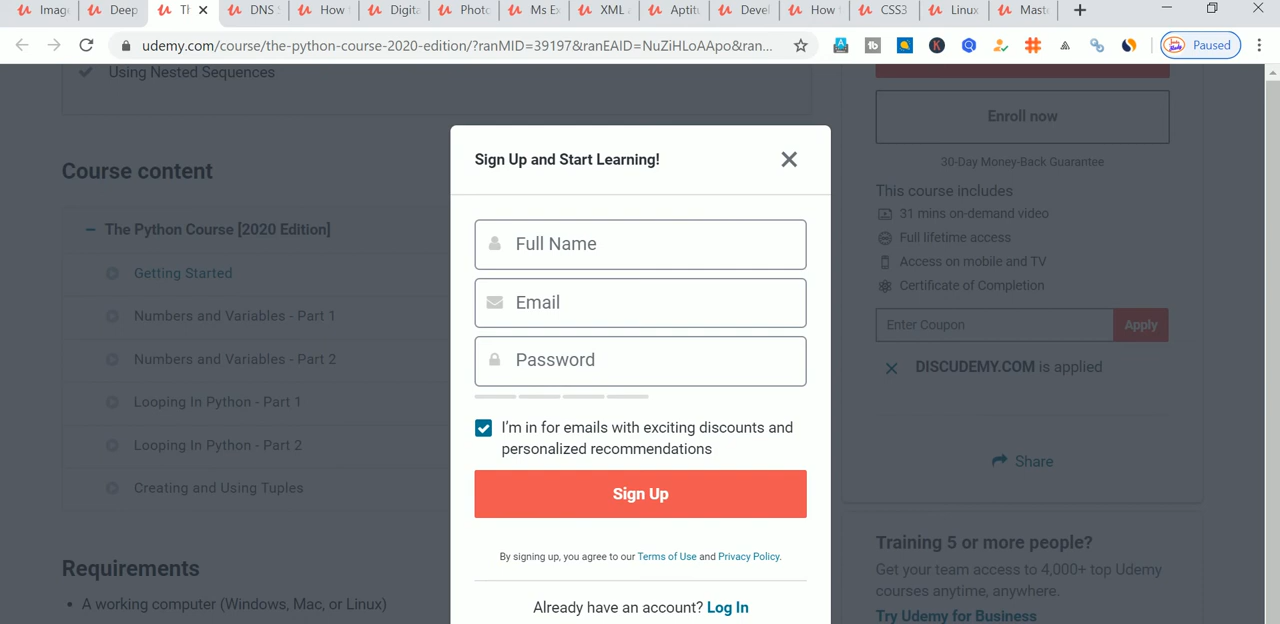 Imag
Deep
Th
DNS
How
Digita
Photo
Ms Ex
XML
Aptitu
Devel
How
CSS3
Linux
Maste
udemy.com/course/the-python-course-2020-edition/?ranMID=39197&ranEAID=NuZiHLoAApo&ran...
Paused
Using Nested Sequences
Course content
The Python Course [2020 Edition]
Getting Started
Numbers and Variables - Part 1
Numbers and Variables - Part 2
Looping In Python - Part 1
Looping In Python - Part 2
Creating and Using Tuples
Requirements
• A working computer (Windows, Mac, or Linux)
Sign Up and Start Learning!
Full Name
Email
Password
I'm in for emails with exciting discounts and
personalized recommendations
Sign Up
By signing up, you agree to our Terms of Use and Privacy Policy.
Already have an account? Log In
Enroll now
30-Day Money-Back Guarantee
This course includes
31 mins on-demand video
Full lifetime access
Access on mobile and TV
Certificate of Completion
Enter Coupon
Apply
DISCUDEMY.COM is applied
Share
Training 5 or more people?
Get your team access to 4,000+ top Udemy
courses anytime, anywhere.
Try Udemy for Business